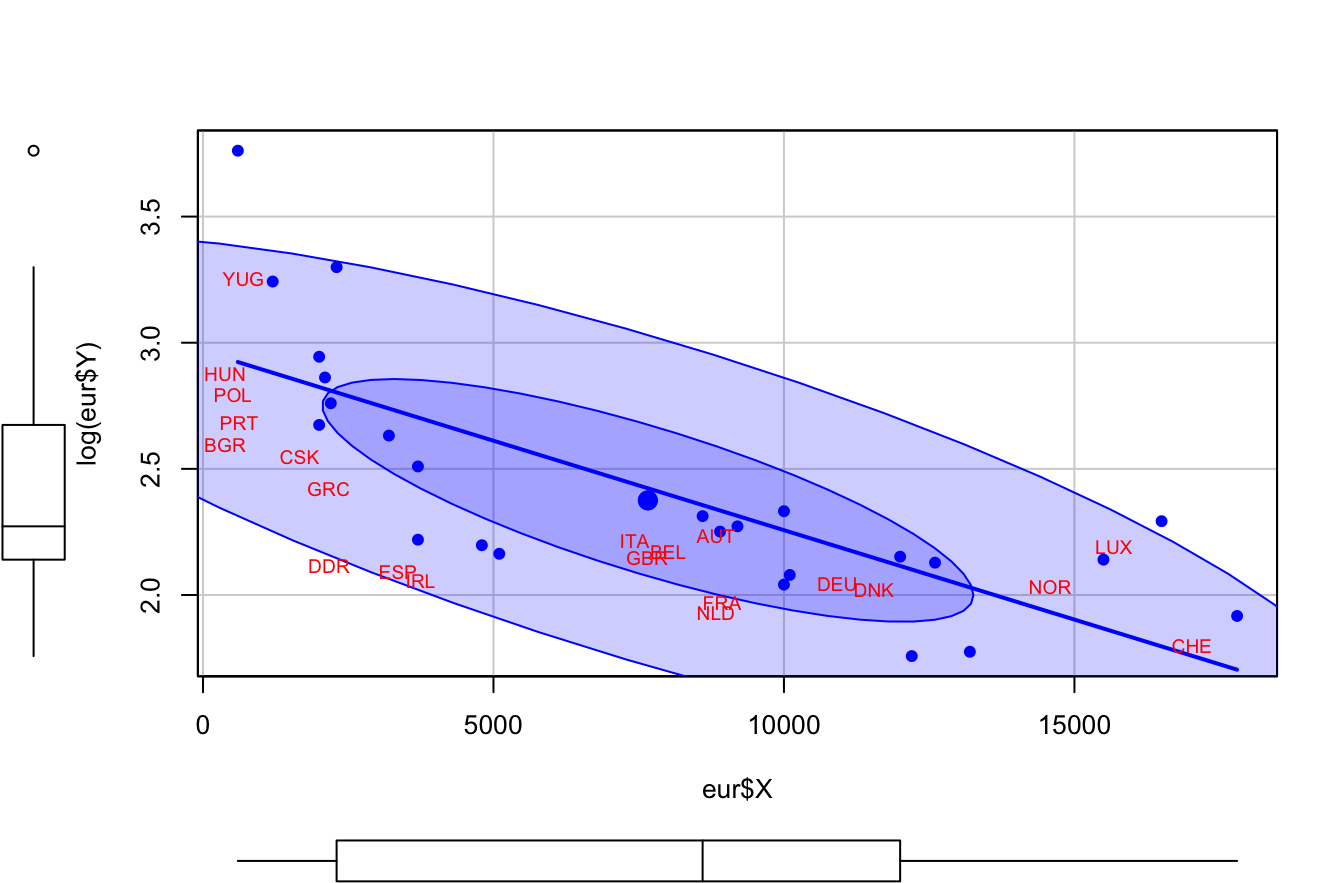 3.5
3.0
2.5
2.0
log(eur$Y)
YUG
HUN
POL
PRT
BGR
CSK
GRC
ITA
AUT
BEL
GBR
DDR
ESP
IRL
DEU
DNK
FRA
NLD
LUX
NOR
CHE
0 5000 10000 15000
eur$X